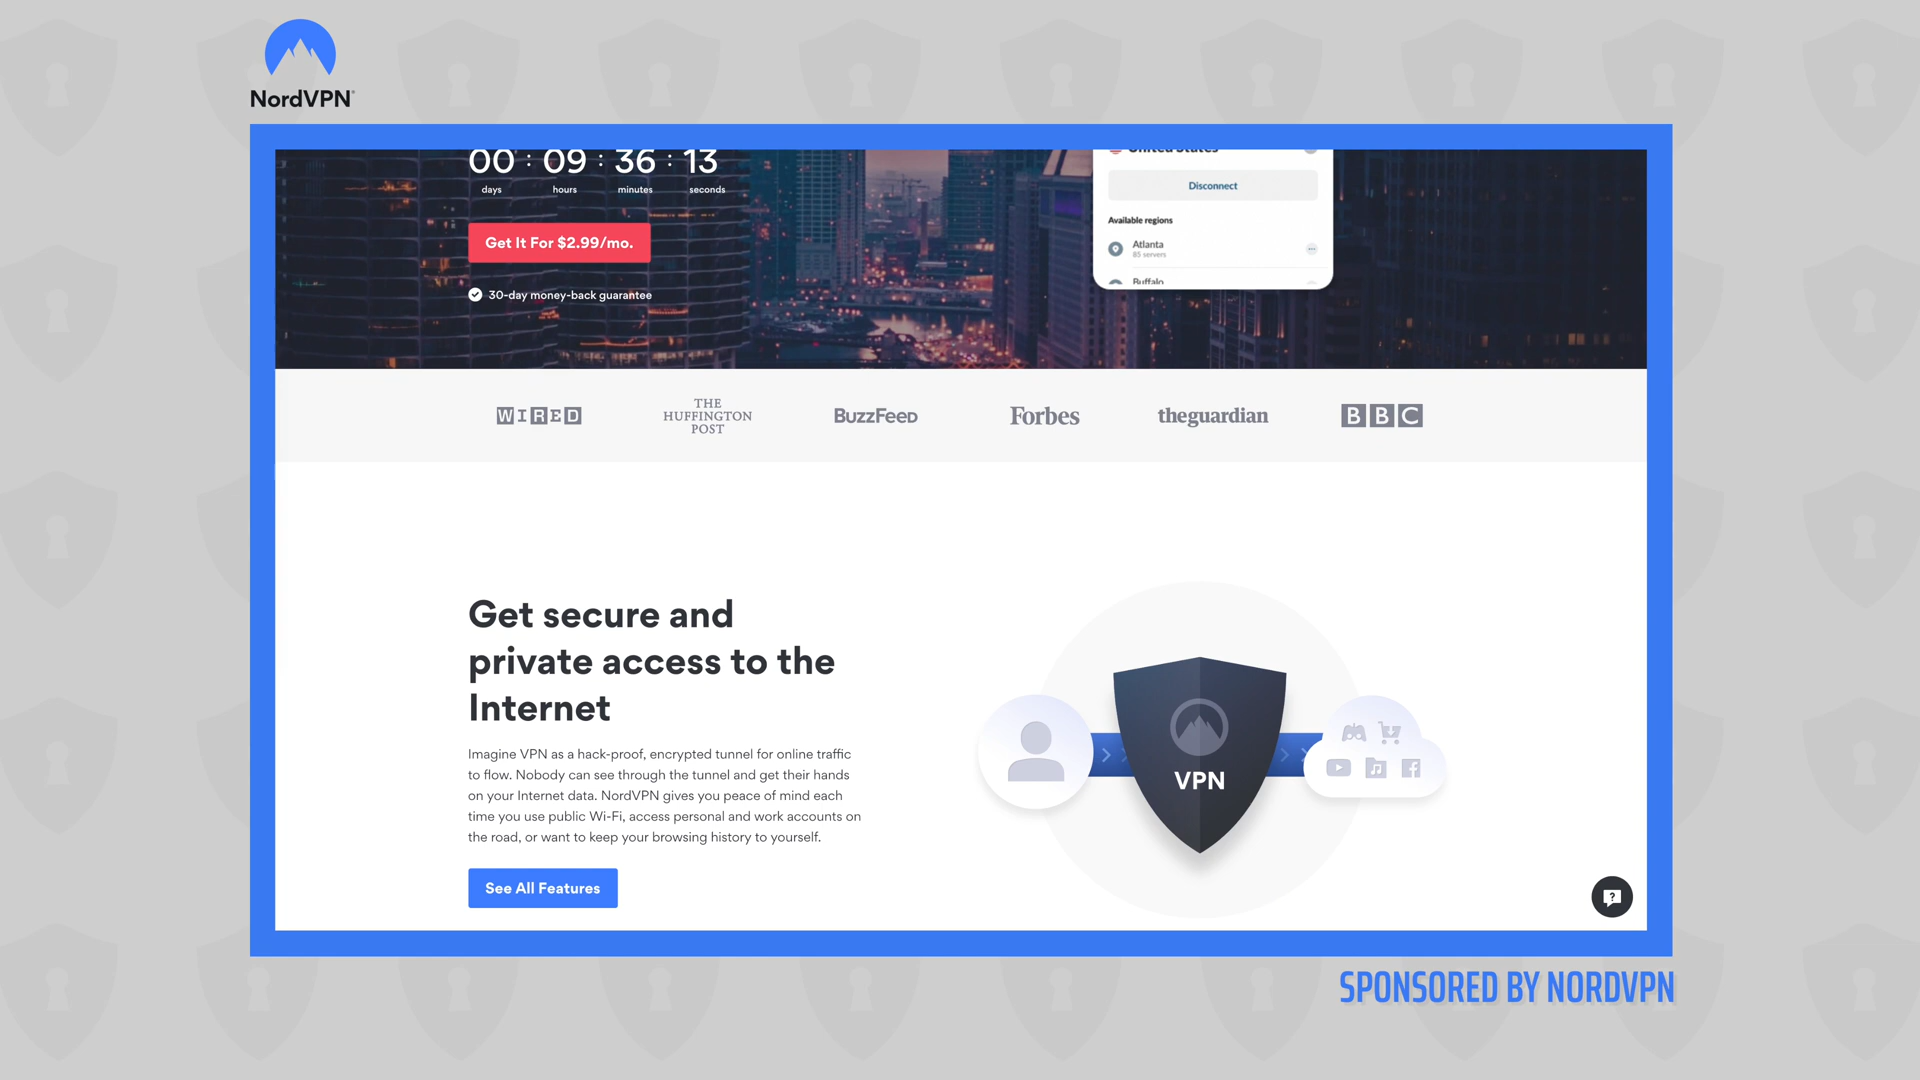 NordVPN®
00 : 09 : 36 : 13
days hours minutes seconds
Get It For $2.99/mo.
30-day money-back guarantee
United States
Disconnect
Available regions
Atlanta
85 servers
Buffalo
WIRED
THE
HUFFINGTON
POST
BuzzFeed
Forbes
theguardian
BBC
Get secure and
private access to the
Internet
Imagine VPN as a hack-proof, encrypted tunnel for online traffic
to flow. Nobody can see through the tunnel and get their hands
on your Internet data. NordVPN gives you peace of mind each
time you use public Wi-Fi, access personal and work accounts on
the road, or want to keep your browsing history to yourself.
See All Features
VPN
SPONSORED BY NORDVPN